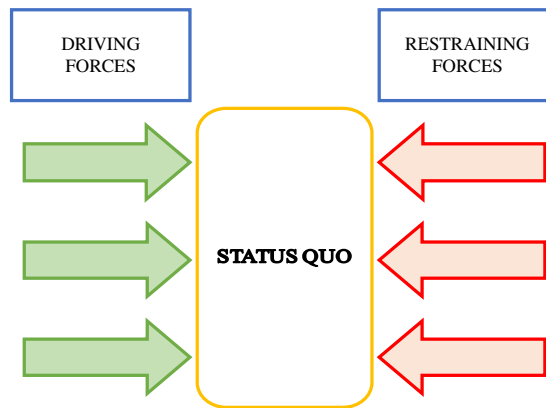 DRIVING
FORCES
RESTRAINING
FORCES
STATUS QUO